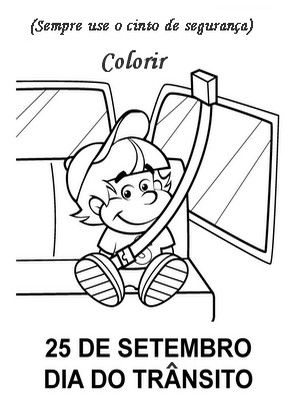 (Sempre use o cinto de segurança)
Colorir
25 DE SETEMBRO
DIA DO TRÂNSITO